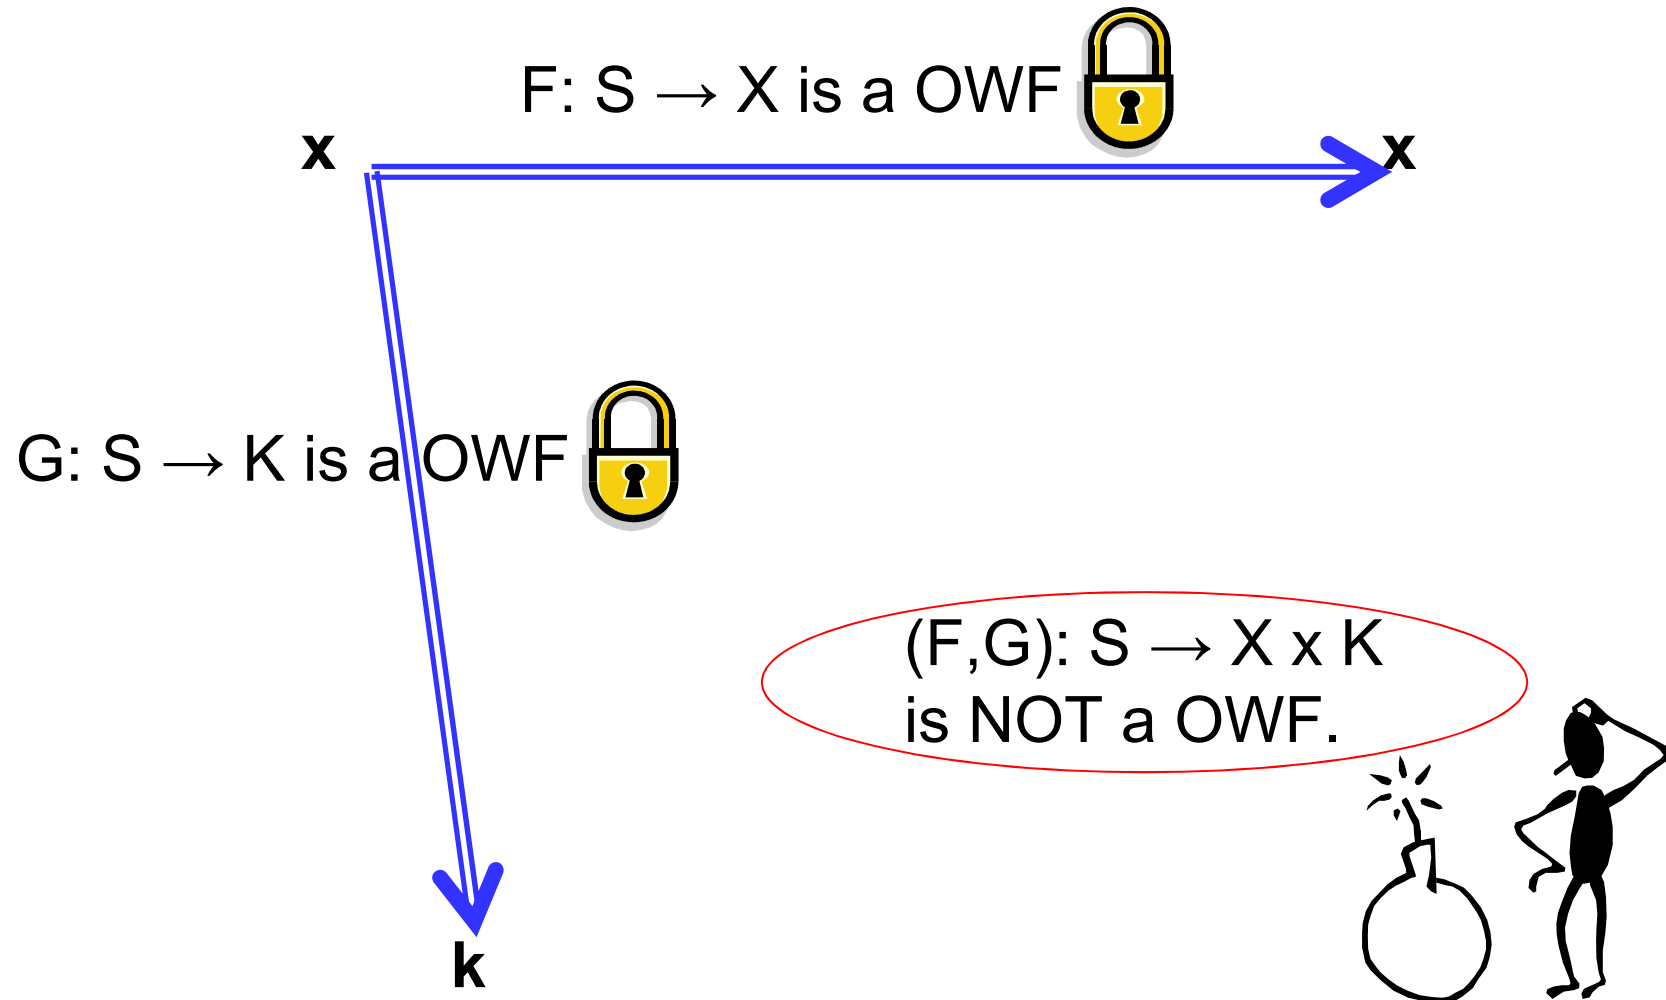 F: S → X is a OWF
x
x
G: S → K is a OWF
(F,G): S → X x K
is NOT a OWF.
k